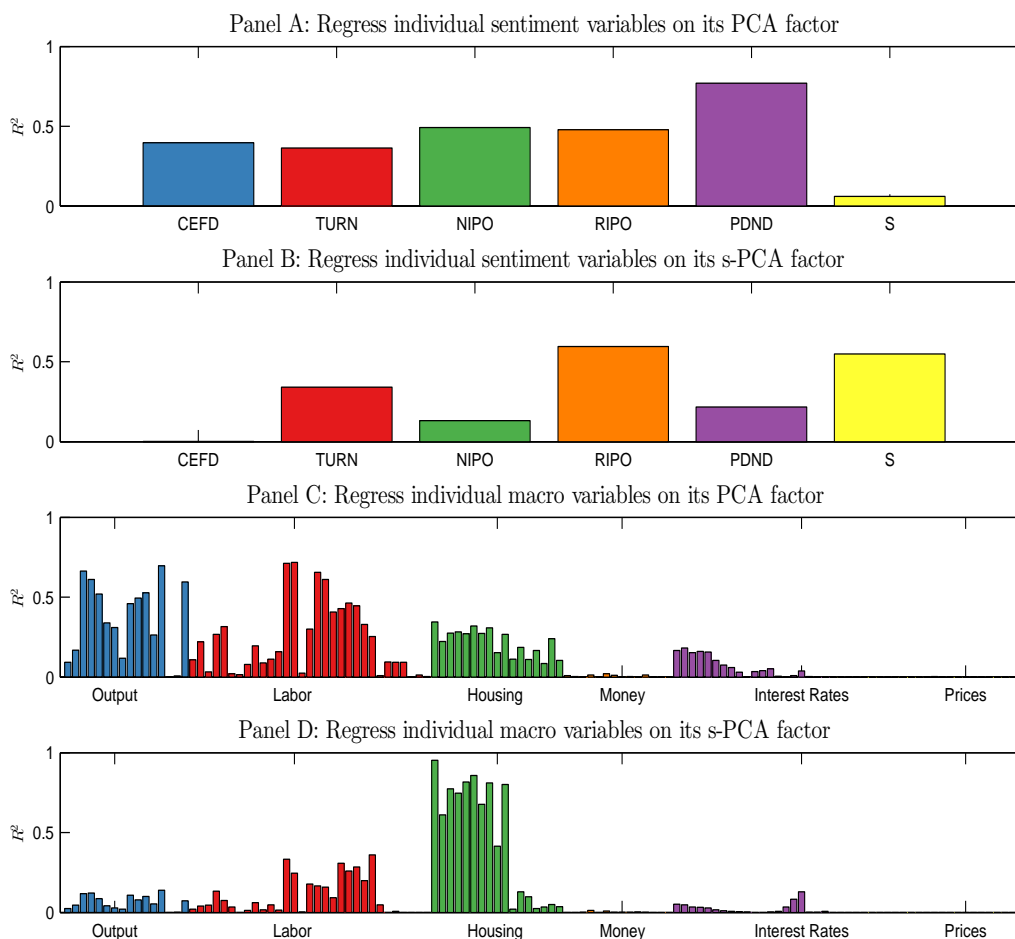 Panel A: Regress individual sentiment variables on its PCA factor
1
0.5
0
R²
CEFD TURN NIPO RIPO PDND S
Panel B: Regress individual sentiment variables on its s-PCA factor
1
0.5
0
R²
CEFD TURN NIPO RIPO PDND S
Panel C: Regress individual macro variables on its PCA factor
1
0.5
0
R²
Output Labor Housing Money Interest Rates Prices
Panel D: Regress individual macro variables on its s-PCA factor
1
0.5
0
R²
Output Labor Housing Money Interest Rates Prices